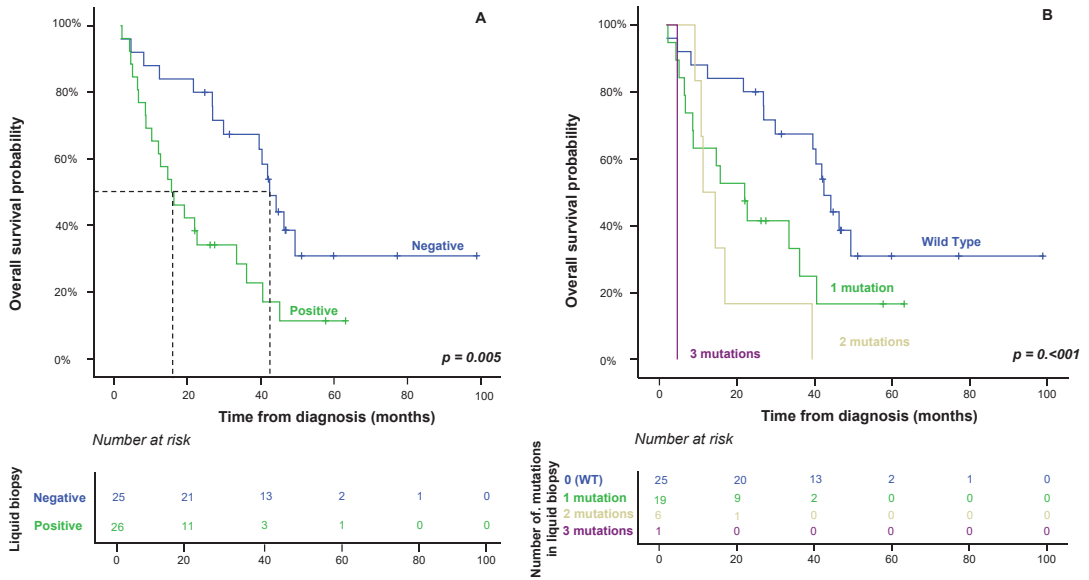 A
Overall survival probability
100%
80%
60%
40%
20%
0%
Negative
Positive
p = 0.005
0 20 40 60 80 100
Time from diagnosis (months)
Number at risk
Liquid biopsy
Negative 25 21 13 2 1 0
Positive 26 11 3 1 0 0
0 20 40 60 80 100
B
Overall survival probability
100%
80%
60%
40%
20%
0%
Wild Type
1 mutation
2 mutations
3 mutations
p = 0.<001
0 20 40 60 80 100
Time from diagnosis (months)
Number at risk
Number of. mutations
in liquid biopsy
0 (WT) 25 20 13 2 1 0
1 mutation 19 9 2 0 0 0
2 mutations 6 1 0 0 0 0
3 mutations 1 0 0 0 0 0
0 20 40 60 80 100